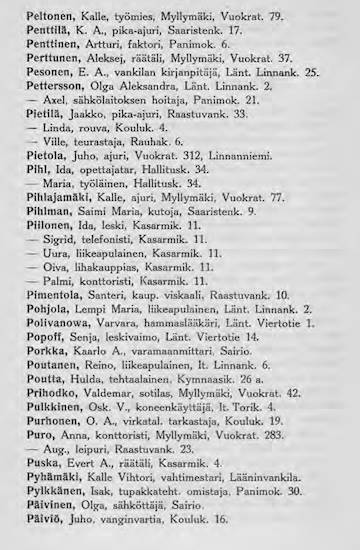 Peltonen, Kalle, työmies, Myllymäki, Vuokrat. 79.
Penttilä, K. A., pika-ajuri, Saaristenk. 17.
Penttinen, Artturi, faktori, Panimok. 6.
Perttunen, Aleksej, räätäli, Myllymäki, Vuokrat. 37.
Pesonen, E. A., vankilan kirjanpitäjä, Länt. Linnank. 25.
Pettersson, Olga Aleksandra, Länt. Linnank. 2.
— Axel, sähkölaitoksen hoitaja, Panimok. 21.
Pietilä, Jaakko, pika-ajuri, Raastuvank. 33.
— Linda, rouva, Kouluk. 4.
— Ville, teurastaja, Rauhak. 6.
Pietola, Juho, ajuri, Vuokrat. 312, Linnanniemi.
Pihl, Ida, opettajatar, Hallitusk. 34.
— Maria, työläinen, Hallitusk. 34.
Pihlajamäki, Kalle, ajuri, Myllymäki, Vuokrat. 77.
Pihlman, Saimi Maria, kutoja, Saaristenk. 9.
Piilonen, Ida, leski, Kasarmik. 11.
— Sigrid, telefonisti, Kasarmik. 11.
— Uura, liikeapulainen, Kasarmik. 11.
— Oiva, lihakauppias, Kasarmik. 11.
— Palmi, konttoristi, Kasarmik. 11.
Pimentola, Santeri, kaup. viskaali, Raastuvank. 10.
Pohjola, Lempi Maria, liikeapulainen, Länt. Linnank. 2.
Polivanowa, Varvara, hammaslääkäri, Länt. Viertotie 1.
Popoff, Senja, leskivaimo, Länt. Viertotie 14.
Porkka, Kaarlo A., varamaanmittari, Sairio.
Poutanen, Reino, liikeapulainen, It. Linnank. 6.
Poutta, Hulda, tehtaalainen, Kymnaasik. 26 a.
Prihodko, Valdemar, sotilas, Myllymäki, Vuokrat. 42.
Pulkkinen, Osk. V., koneenkäyttäjä, It. Torik. 4.
Purhonen, O. A., virkatal. tarkastaja, Kouluk. 19.
Puro, Anna, konttoristi, Myllymäki, Vuokrat. 283.
— Aug., leipuri, Raastuvank. 23.
Puska, Evert A., räätäli, Kasarmik. 4.
Pyhämäki, Kalle Vihtori, vahtimestari, Lääninvankila.
Pylkkänen, Isak, tupakkateht. omistaja, Panimok. 30.
Päivinen, Olga, sähköttäjä, Sairio.
Päiviö, Juho, vanginvartia, Kouluk. 16.